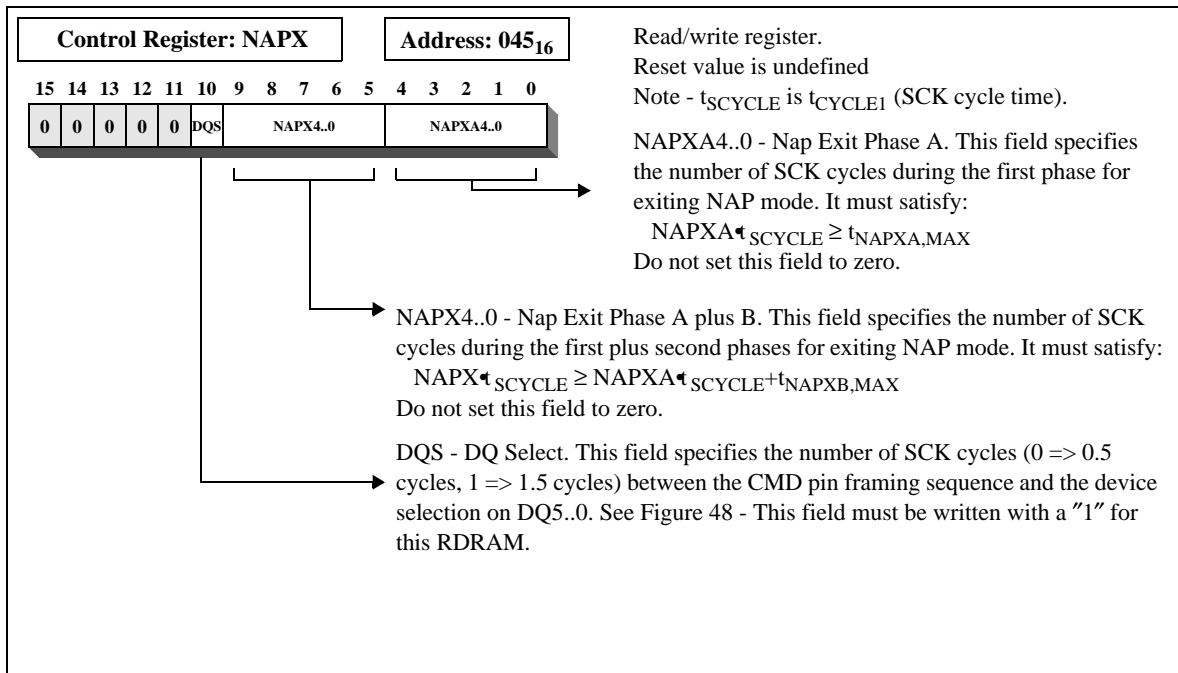 Control Register: NAPX
Address: 045₁₆
15 14 13 12 11 10 9 8 7 6 5 4 3 2 1 0
0 0 0 0 0 DQS NAPX4..0 NAPXA4..0
Read/write register.
Reset value is undefined
Note - tSCYCLE is tCYCLE1 (SCK cycle time).
NAPXA4..0 - Nap Exit Phase A. This field specifies
the number of SCK cycles during the first phase for
exiting NAP mode. It must satisfy:
NAPXA•tSCYCLE ≥ tNAPXA,MAX
Do not set this field to zero.
NAPX4..0 - Nap Exit Phase A plus B. This field specifies the number of SCK
cycles during the first plus second phases for exiting NAP mode. It must satisfy:
NAPX•tSCYCLE ≥ NAPXA•tSCYCLE+tNAPXB,MAX
Do not set this field to zero.
DQS - DQ Select. This field specifies the number of SCK cycles (0 => 0.5
cycles, 1 => 1.5 cycles) between the CMD pin framing sequence and the device
selection on DQ5..0. See Figure 48 - This field must be written with a ″1″ for
this RDRAM.